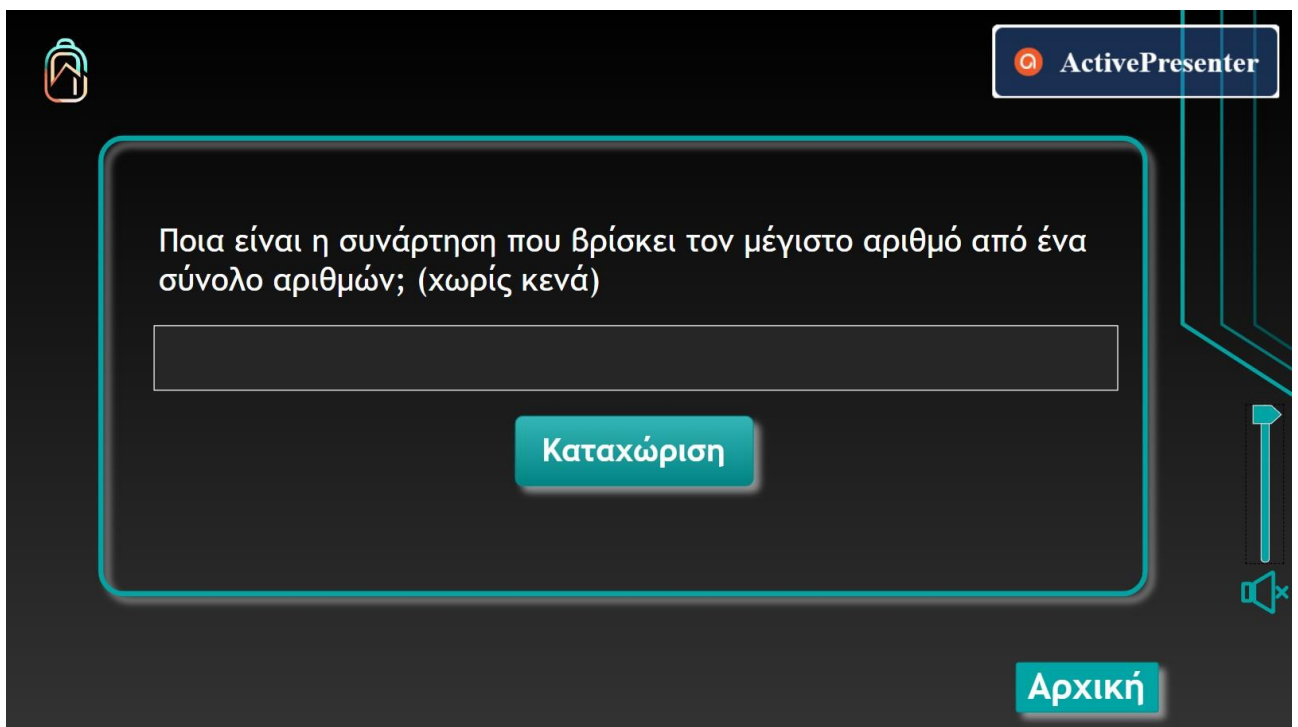 ActivePresenter
Ποια είναι η συνάρτηση που βρίσκει τον μέγιστο αριθμό από ένα
σύνολο αριθμών; (χωρίς κενά)
Καταχώριση
Αρχική